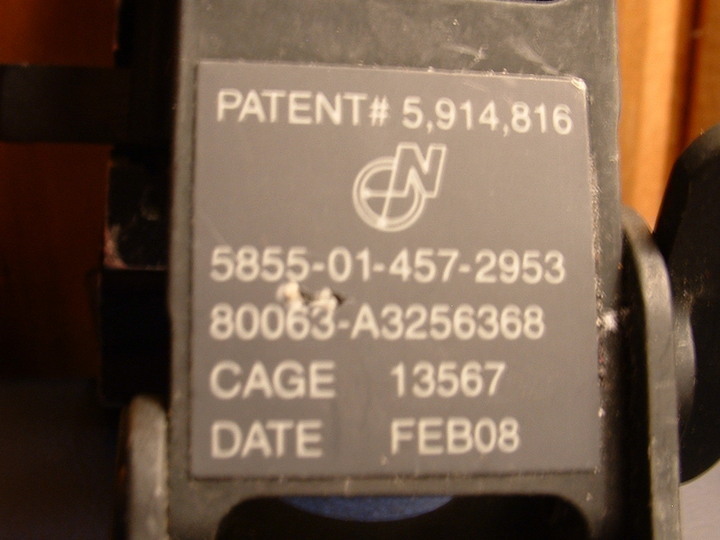 PATENT# 5,914,816
N
5855-01-457-2953
80063-A3256368
CAGE 13567
DATE FEB08